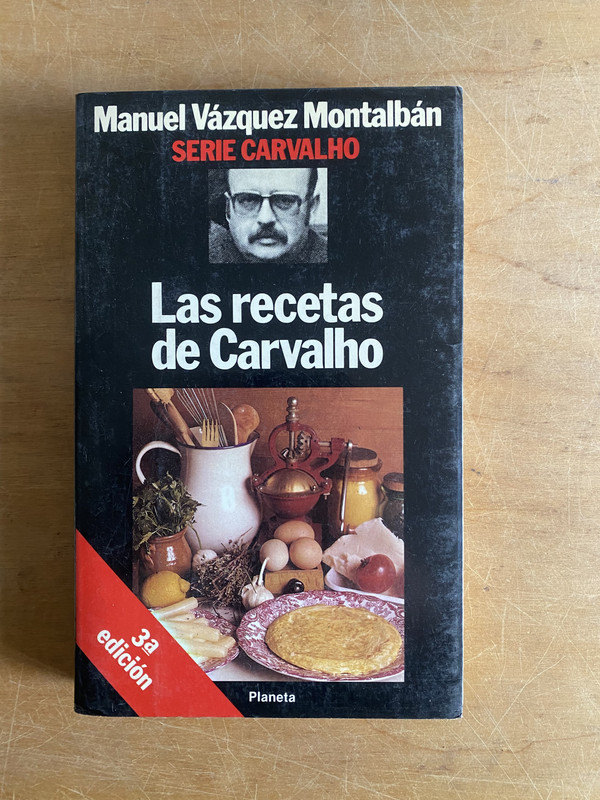 Manuel Vázquez Montalbán
SERIE CARVALHO
Las recetas
de Carvalho
3ª
edición
Planeta